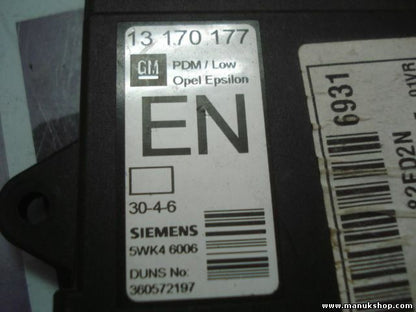 13 170 177
GM
PDM / Low
Opel Epsilon
EN
30-4-6
SIEMENS
5WK4 6006
DUNS No:
360572197
6931
82ED2N
www.manukshop.com